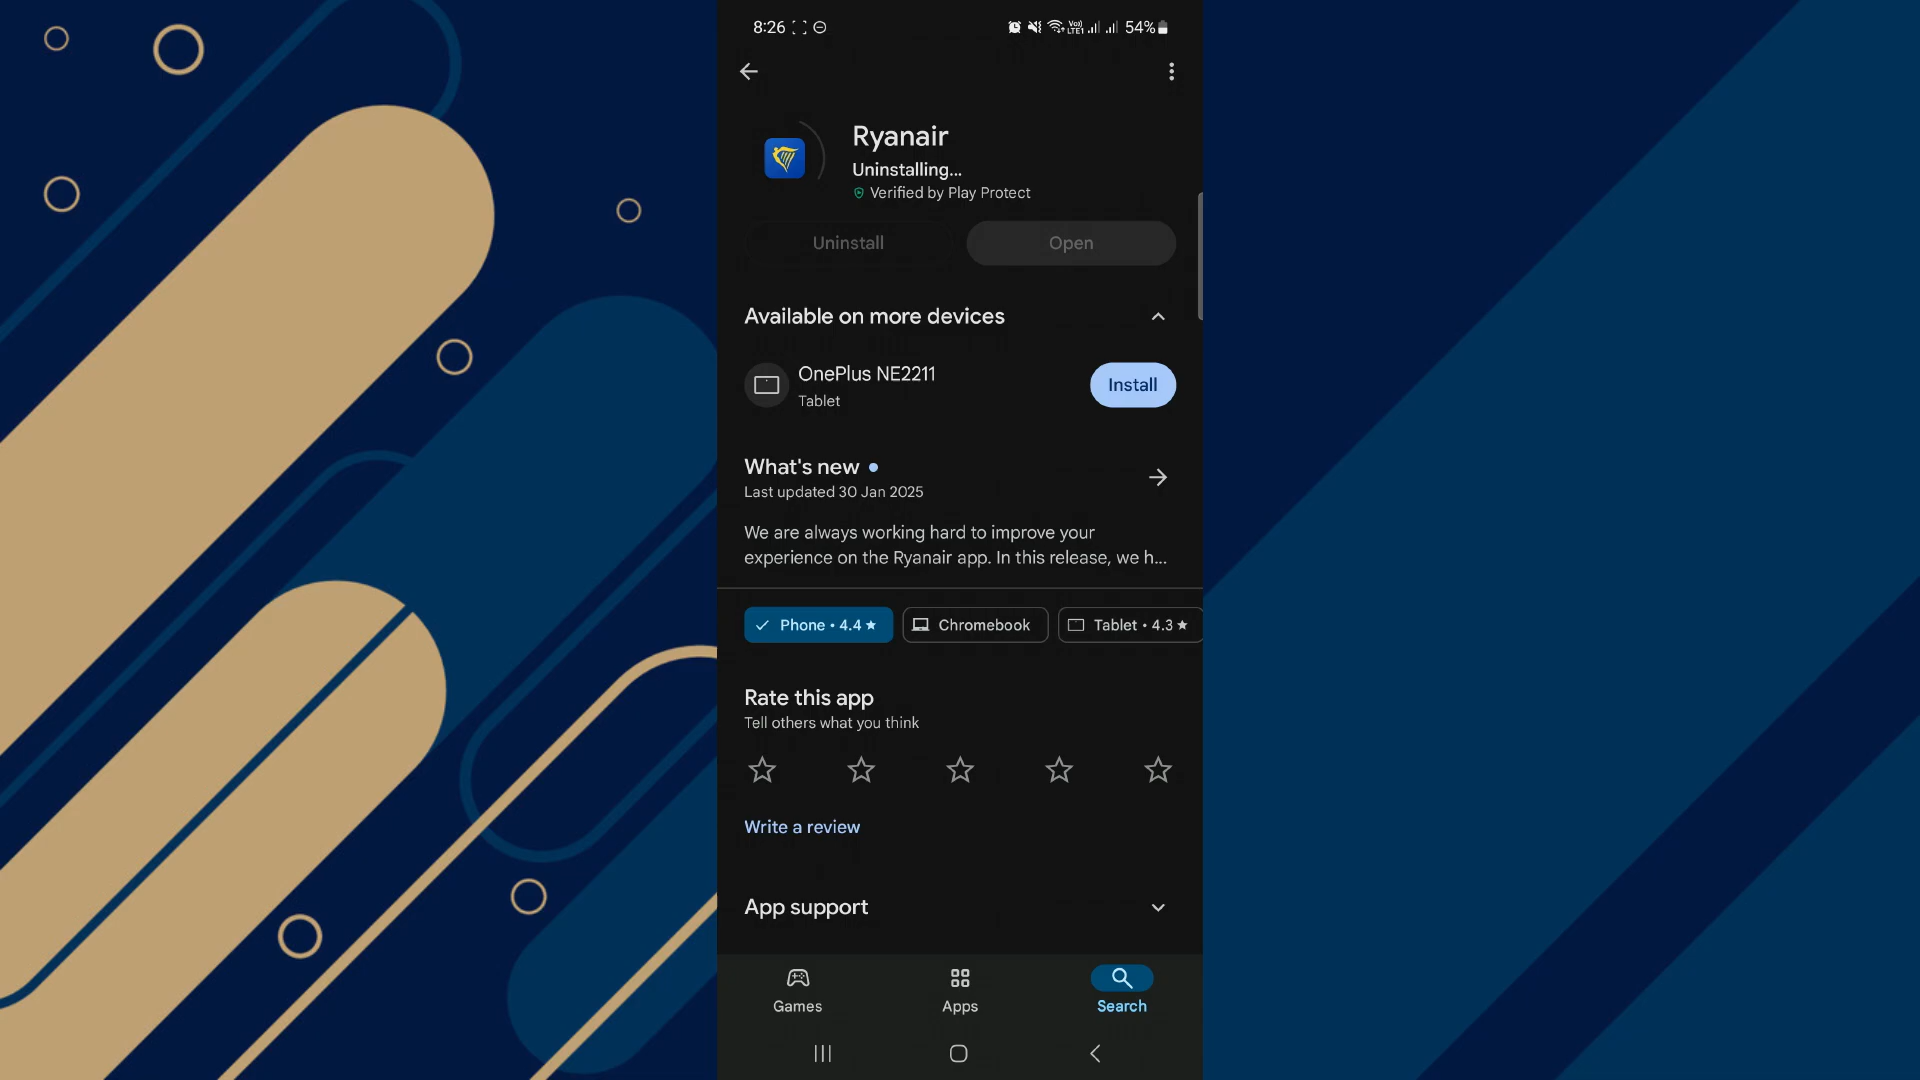 8:26 54%
Ryanair
Uninstalling...
Verified by Play Protect
Uninstall Open
Available on more devices
OnePlus NE2211
Tablet
Install
What's new
Last updated 30 Jan 2025
We are always working hard to improve your
experience on the Ryanair app. In this release, we h...
Phone • 4.4 ★ Chromebook Tablet • 4.3 ★
Rate this app
Tell others what you think
Write a review
App support
Games Apps Search